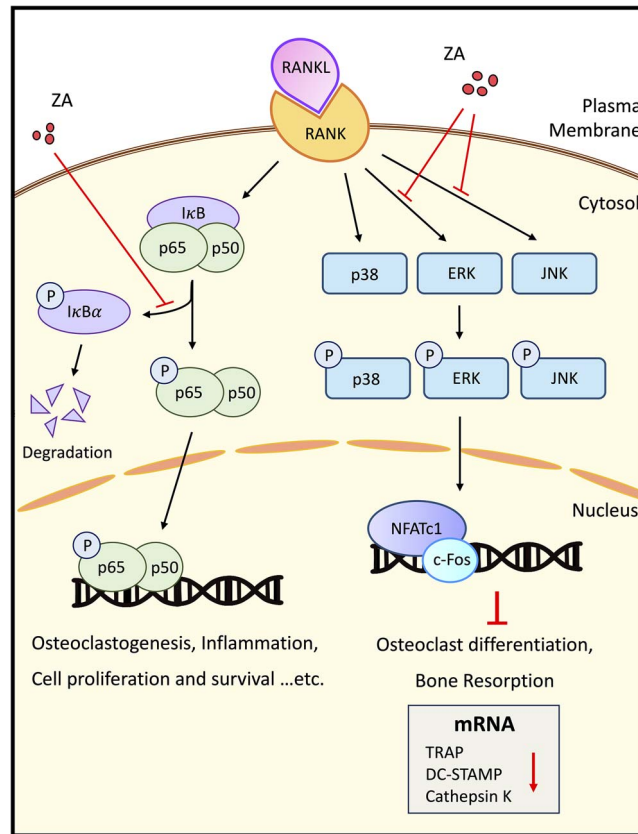 RANKL
RANK
ZA
ZA
Plasma
Membrane
Cytosol
IκB
p65
p50
p38
ERK
JNK
P
IκBα
P
p65
p50
P
p38
P
ERK
P
JNK
Degradation
Nucleus
NFATc1
c-Fos
P
p65
p50
Osteoclastogenesis, Inflammation,
Cell proliferation and survival ...etc.
Osteoclast differentiation,
Bone Resorption
mRNA
TRAP
DC-STAMP
Cathepsin K